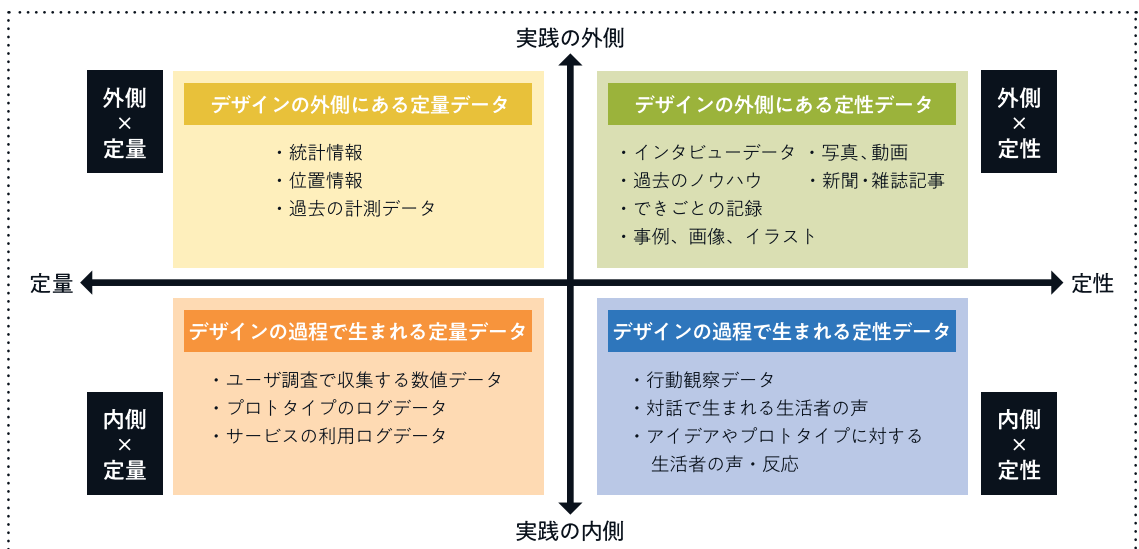 実践の外側
外側
×
定量
デザインの外側にある定量データ
・統計情報
・位置情報
・過去の計測データ
デザインの外側にある定性データ
・インタビューデータ ・写真、動画
・過去のノウハウ ・新聞・雑誌記事
・できごとの記録
・事例、画像、イラスト
外側
×
定性
定量
定性
内側
×
定量
デザインの過程で生まれる定量データ
・ユーザ調査で収集する数値データ
・プロトタイプのログデータ
・サービスの利用ログデータ
デザインの過程で生まれる定性データ
・行動観察データ
・対話で生まれる生活者の声
・アイデアやプロトタイプに対する
生活者の声・反応
内側
×
定性
実践の内側